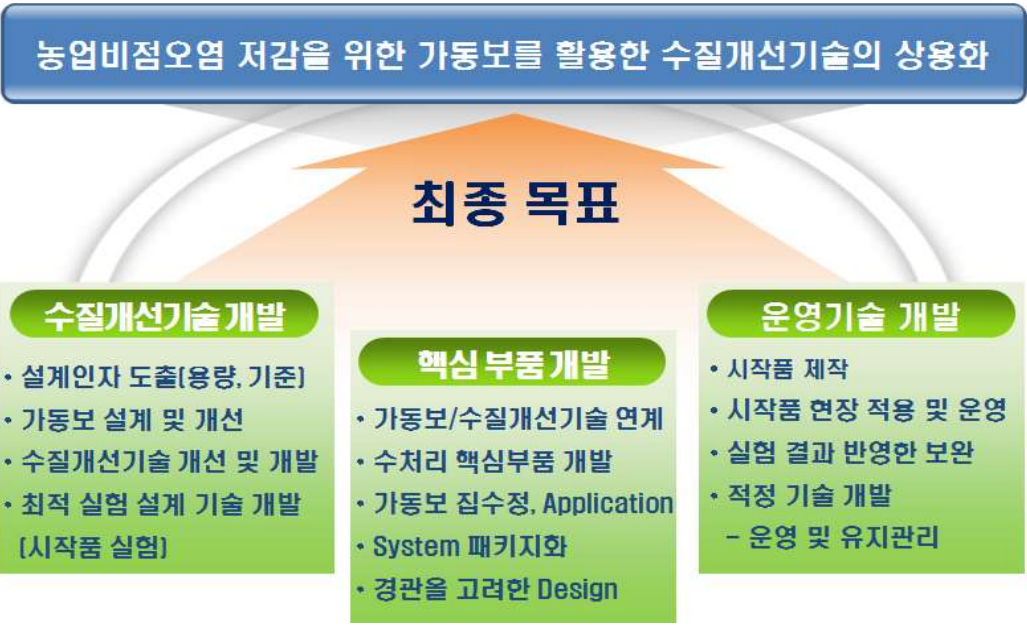 농업비점오염 저감을 위한 가동보를 활용한 수질개선기술의 상용화
최종 목표
수질개선기술 개발
• 설계인자 도출(용량, 기준)
• 가동보 설계 및 개선
• 수질개선기술 개선 및 개발
• 최적 실험 설계 기술 개발
(시작품 실험)
핵심 부품 개발
• 가동보/수질개선기술 연계
• 수처리 핵심부품 개발
• 가동보 집수정, Application
• System 패키지화
• 경관을 고려한 Design
운영기술 개발
• 시작품 제작
• 시작품 현장 적용 및 운영
• 실험 결과 반영한 보완
• 적정 기술 개발
– 운영 및 유지관리